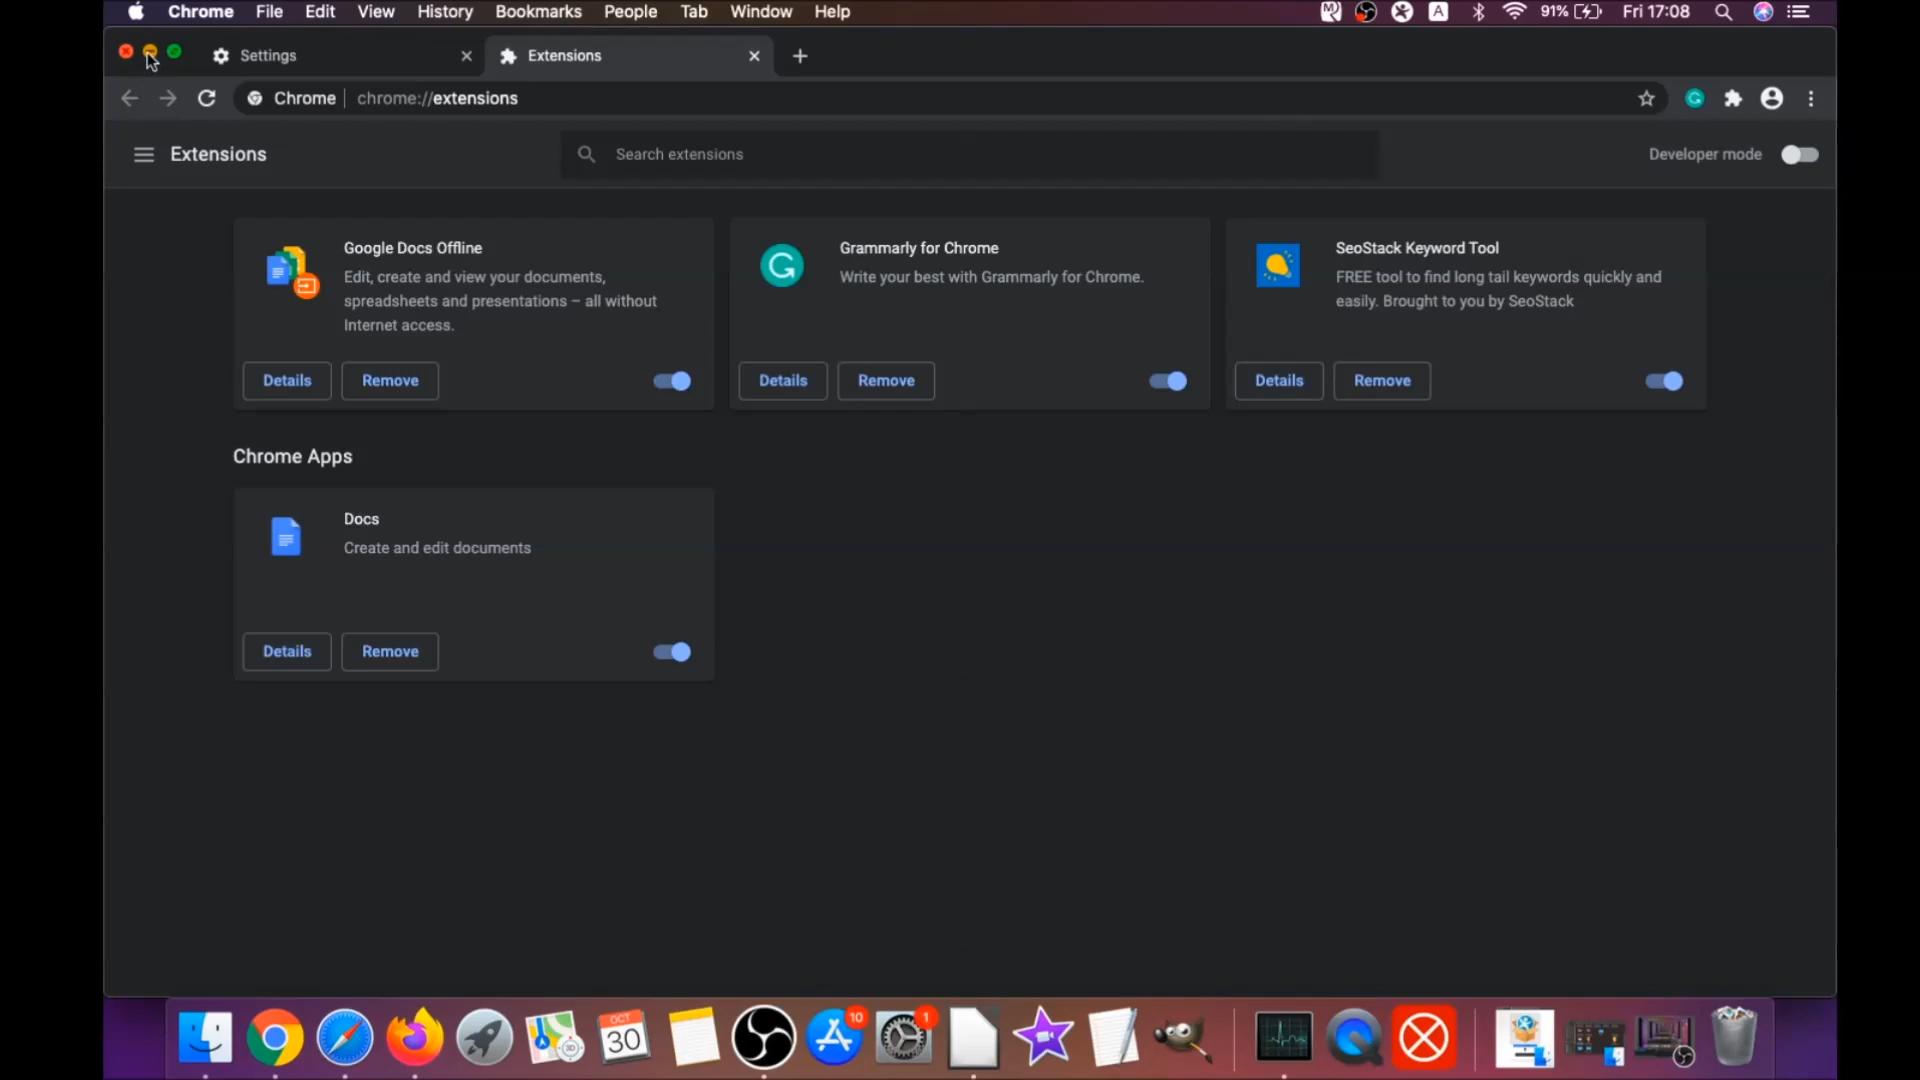 Chrome File Edit View History Bookmarks People Tab Window Help A 91% Fri 17:08
Settings Extensions
Chrome chrome://extensions
Extensions Search extensions Developer mode
Google Docs Offline
Edit, create and view your documents,
spreadsheets and presentations – all without
Internet access.
Details Remove
Grammarly for Chrome
Write your best with Grammarly for Chrome.
Details Remove
SeoStack Keyword Tool
FREE tool to find long tail keywords quickly and
easily. Brought to you by SeoStack
Details Remove
Chrome Apps
Docs
Create and edit documents
Details Remove
OCT
30
10
1